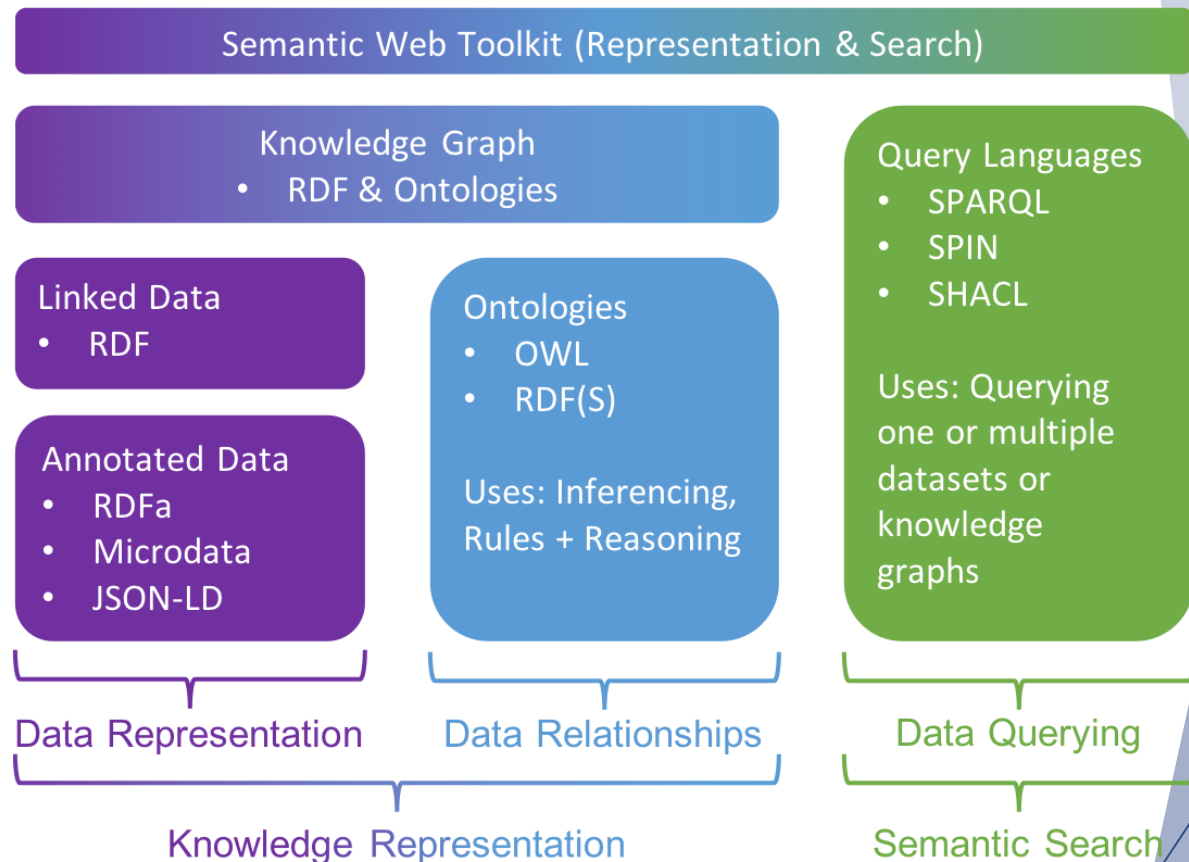 Semantic Web Toolkit (Representation & Search)
Knowledge Graph
• RDF & Ontologies
Linked Data
• RDF
Annotated Data
• RDFa
• Microdata
• JSON-LD
Ontologies
• OWL
• RDF(S)
Uses: Inferencing,
Rules + Reasoning
Query Languages
• SPARQL
• SPIN
• SHACL
Uses: Querying
one or multiple
datasets or
knowledge
graphs
Data Representation
Data Relationships
Data Querying
Knowledge Representation
Semantic Search